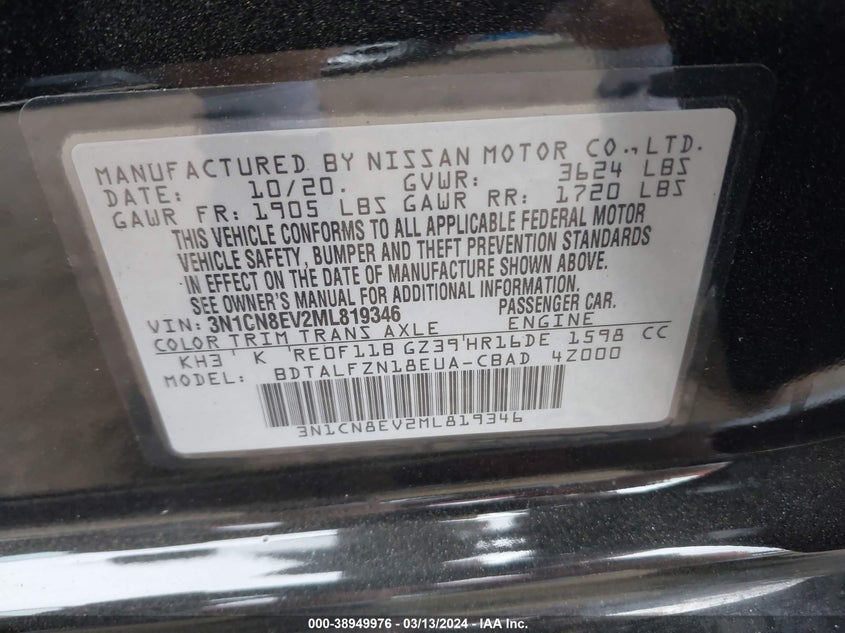 MANUFACTURED BY NISSAN MOTOR CO., LTD.
DATE: 10/20. GVWR: 3624 LBS
GAWR FR: 1905 LBS GAWR RR: 1720 LBS
THIS VEHICLE CONFORMS TO ALL APPLICABLE FEDERAL MOTOR
VEHICLE SAFETY, BUMPER AND THEFT PREVENTION STANDARDS
IN EFFECT ON THE DATE OF MANUFACTURE SHOWN ABOVE.
SEE OWNER'S MANUAL FOR ADDITIONAL INFORMATION.
VIN: 3N1CN8EV2ML819346 PASSENGER CAR.
COLOR TRIM TRANS AXLE ENGINE
KH3 K RE0F11B GZ39 HR16DE 1598 CC
MODEL: BDTALFZN18EUA-CBAD 4Z000
3N1CN8EV2ML819346
000-38949976 - 03/13/2024 - IAA Inc.